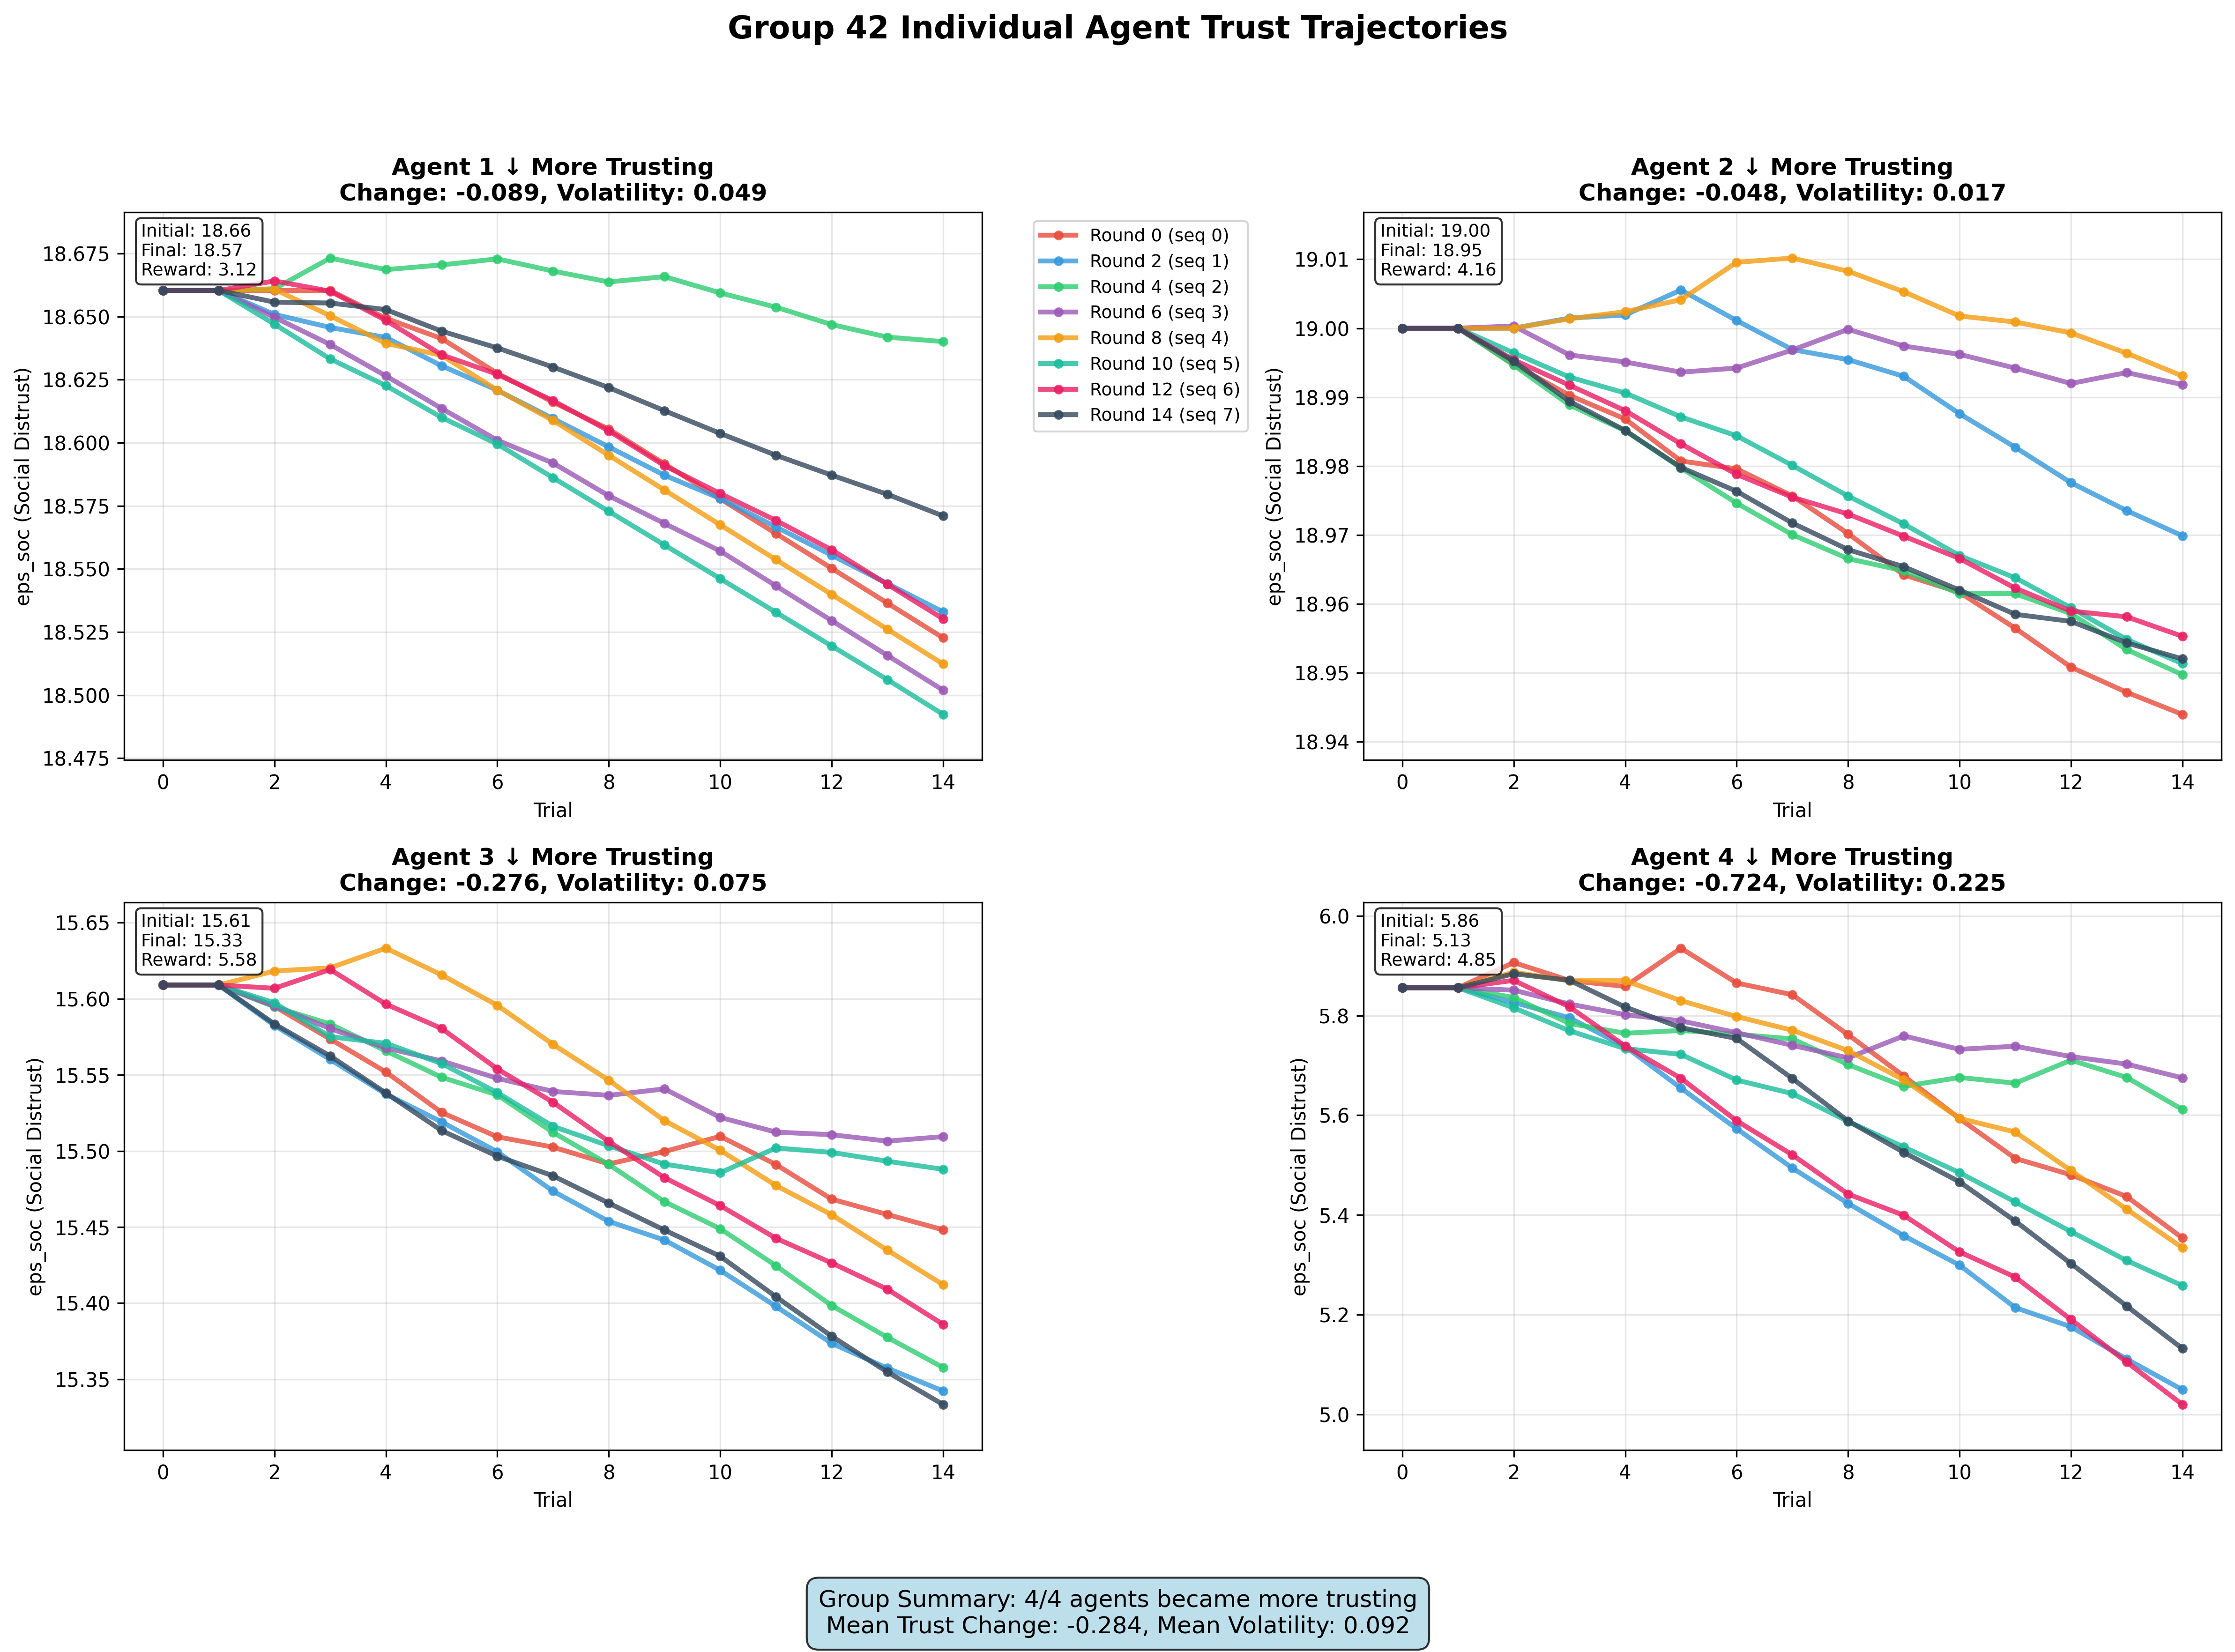 Group 42 Individual Agent Trust Trajectories
Agent 1 ↓ More Trusting
Change: -0.089, Volatility: 0.049
Initial: 18.66
Final: 18.57
Reward: 3.12
18.675
18.650
18.625
18.600
18.575
18.550
18.525
18.500
18.475
eps_soc (Social Distrust)
0 2 4 6 8 10 12 14
Trial
Round 0 (seq 0)
Round 2 (seq 1)
Round 4 (seq 2)
Round 6 (seq 3)
Round 8 (seq 4)
Round 10 (seq 5)
Round 12 (seq 6)
Round 14 (seq 7)
Agent 2 ↓ More Trusting
Change: -0.048, Volatility: 0.017
Initial: 19.00
Final: 18.95
Reward: 4.16
19.01
19.00
18.99
18.98
18.97
18.96
18.95
18.94
eps_soc (Social Distrust)
0 2 4 6 8 10 12 14
Trial
Agent 3 ↓ More Trusting
Change: -0.276, Volatility: 0.075
Initial: 15.61
Final: 15.33
Reward: 5.58
15.65
15.60
15.55
15.50
15.45
15.40
15.35
eps_soc (Social Distrust)
0 2 4 6 8 10 12 14
Trial
Agent 4 ↓ More Trusting
Change: -0.724, Volatility: 0.225
Initial: 5.86
Final: 5.13
Reward: 4.85
6.0
5.8
5.6
5.4
5.2
5.0
eps_soc (Social Distrust)
0 2 4 6 8 10 12 14
Trial
Group Summary: 4/4 agents became more trusting
Mean Trust Change: -0.284, Mean Volatility: 0.092